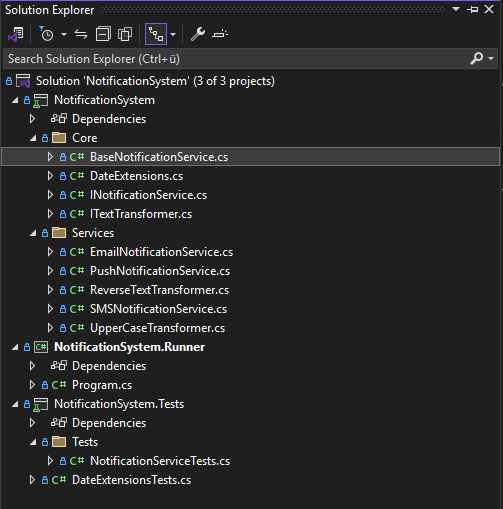 Solution Explorer
Search Solution Explorer (Ctrl+ü)
Solution 'NotificationSystem' (3 of 3 projects)
NotificationSystem
Dependencies
Core
C# BaseNotificationService.cs
C# DateExtensions.cs
C# INotificationService.cs
C# ITextTransformer.cs
Services
C# EmailNotificationService.cs
C# PushNotificationService.cs
C# ReverseTextTransformer.cs
C# SMSNotificationService.cs
C# UpperCaseTransformer.cs
C# NotificationSystem.Runner
Dependencies
C# Program.cs
NotificationSystem.Tests
Dependencies
Tests
C# NotificationServiceTests.cs
C# DateExtensionsTests.cs